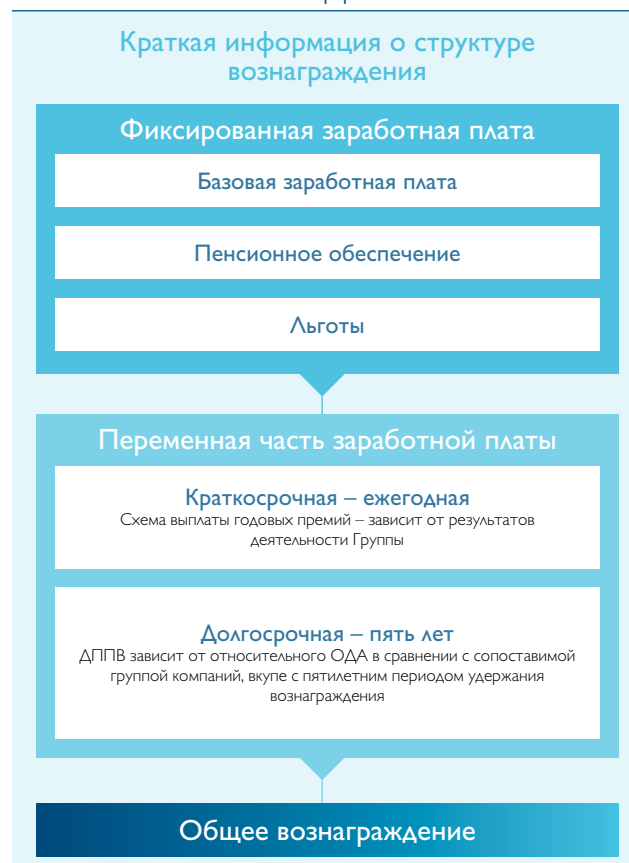 Краткая информация о структуре
вознаграждения
Фиксированная заработная плата
Базовая заработная плата
Пенсионное обеспечение
Льготы
Переменная часть заработной платы
Краткосрочная – ежегодная
Схема выплаты годовых премий – зависит от результатов
деятельности Группы
Долгосрочная – пять лет
ДППВ зависит от относительного ОДА в сравнении с сопоставимой
группой компаний, вкупе с пятилетним периодом удержания
вознаграждения
Общее вознаграждение